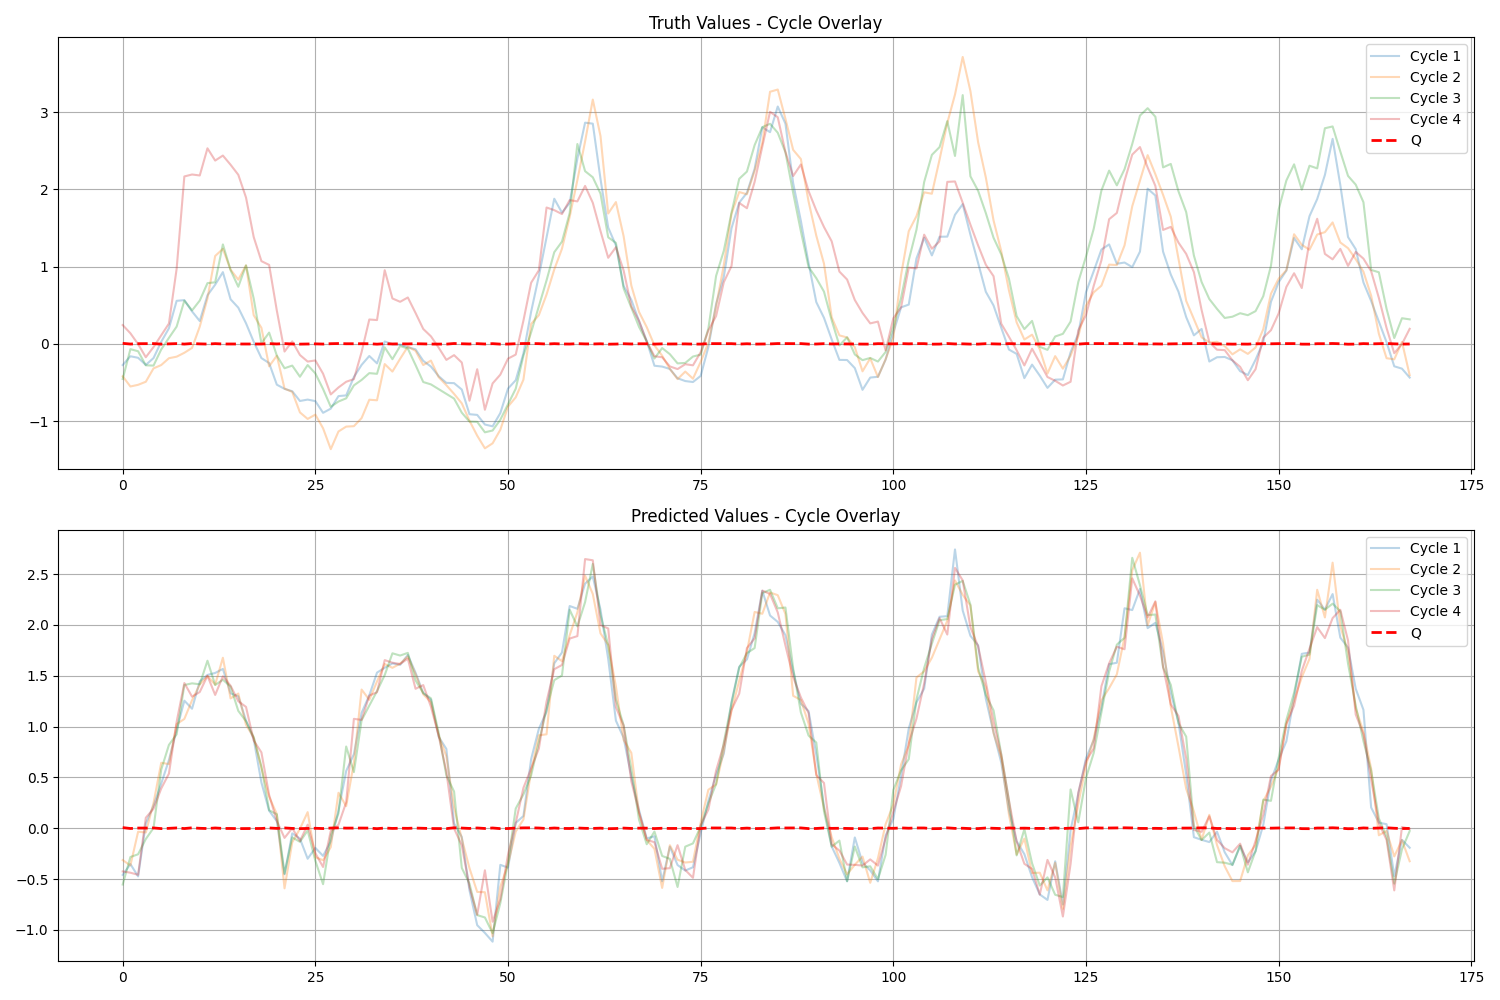 Truth Values - Cycle Overlay
Cycle 1
Cycle 2
Cycle 3
Cycle 4
Q
3
2
1
0
−1
0 25 50 75 100 125 150 175
Predicted Values - Cycle Overlay
Cycle 1
Cycle 2
Cycle 3
Cycle 4
Q
2.5
2.0
1.5
1.0
0.5
0.0
−0.5
−1.0
0 25 50 75 100 125 150 175